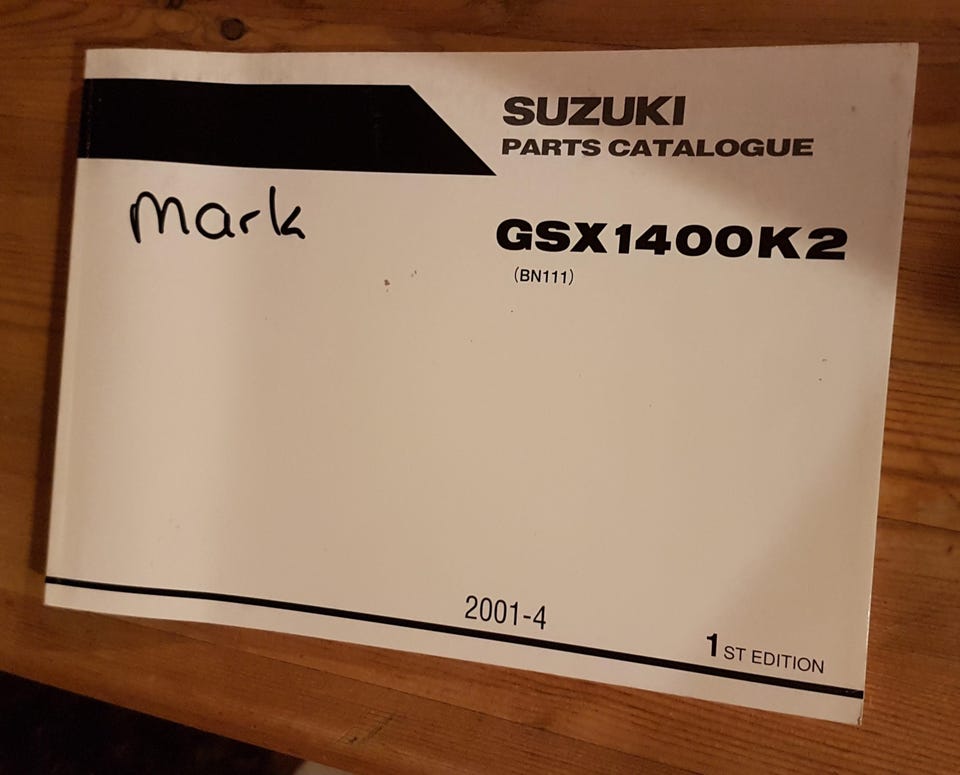 SUZUKI
PARTS CATALOGUE
mark
GSX1400K2
(BN111)
2001-4
1ST EDITION